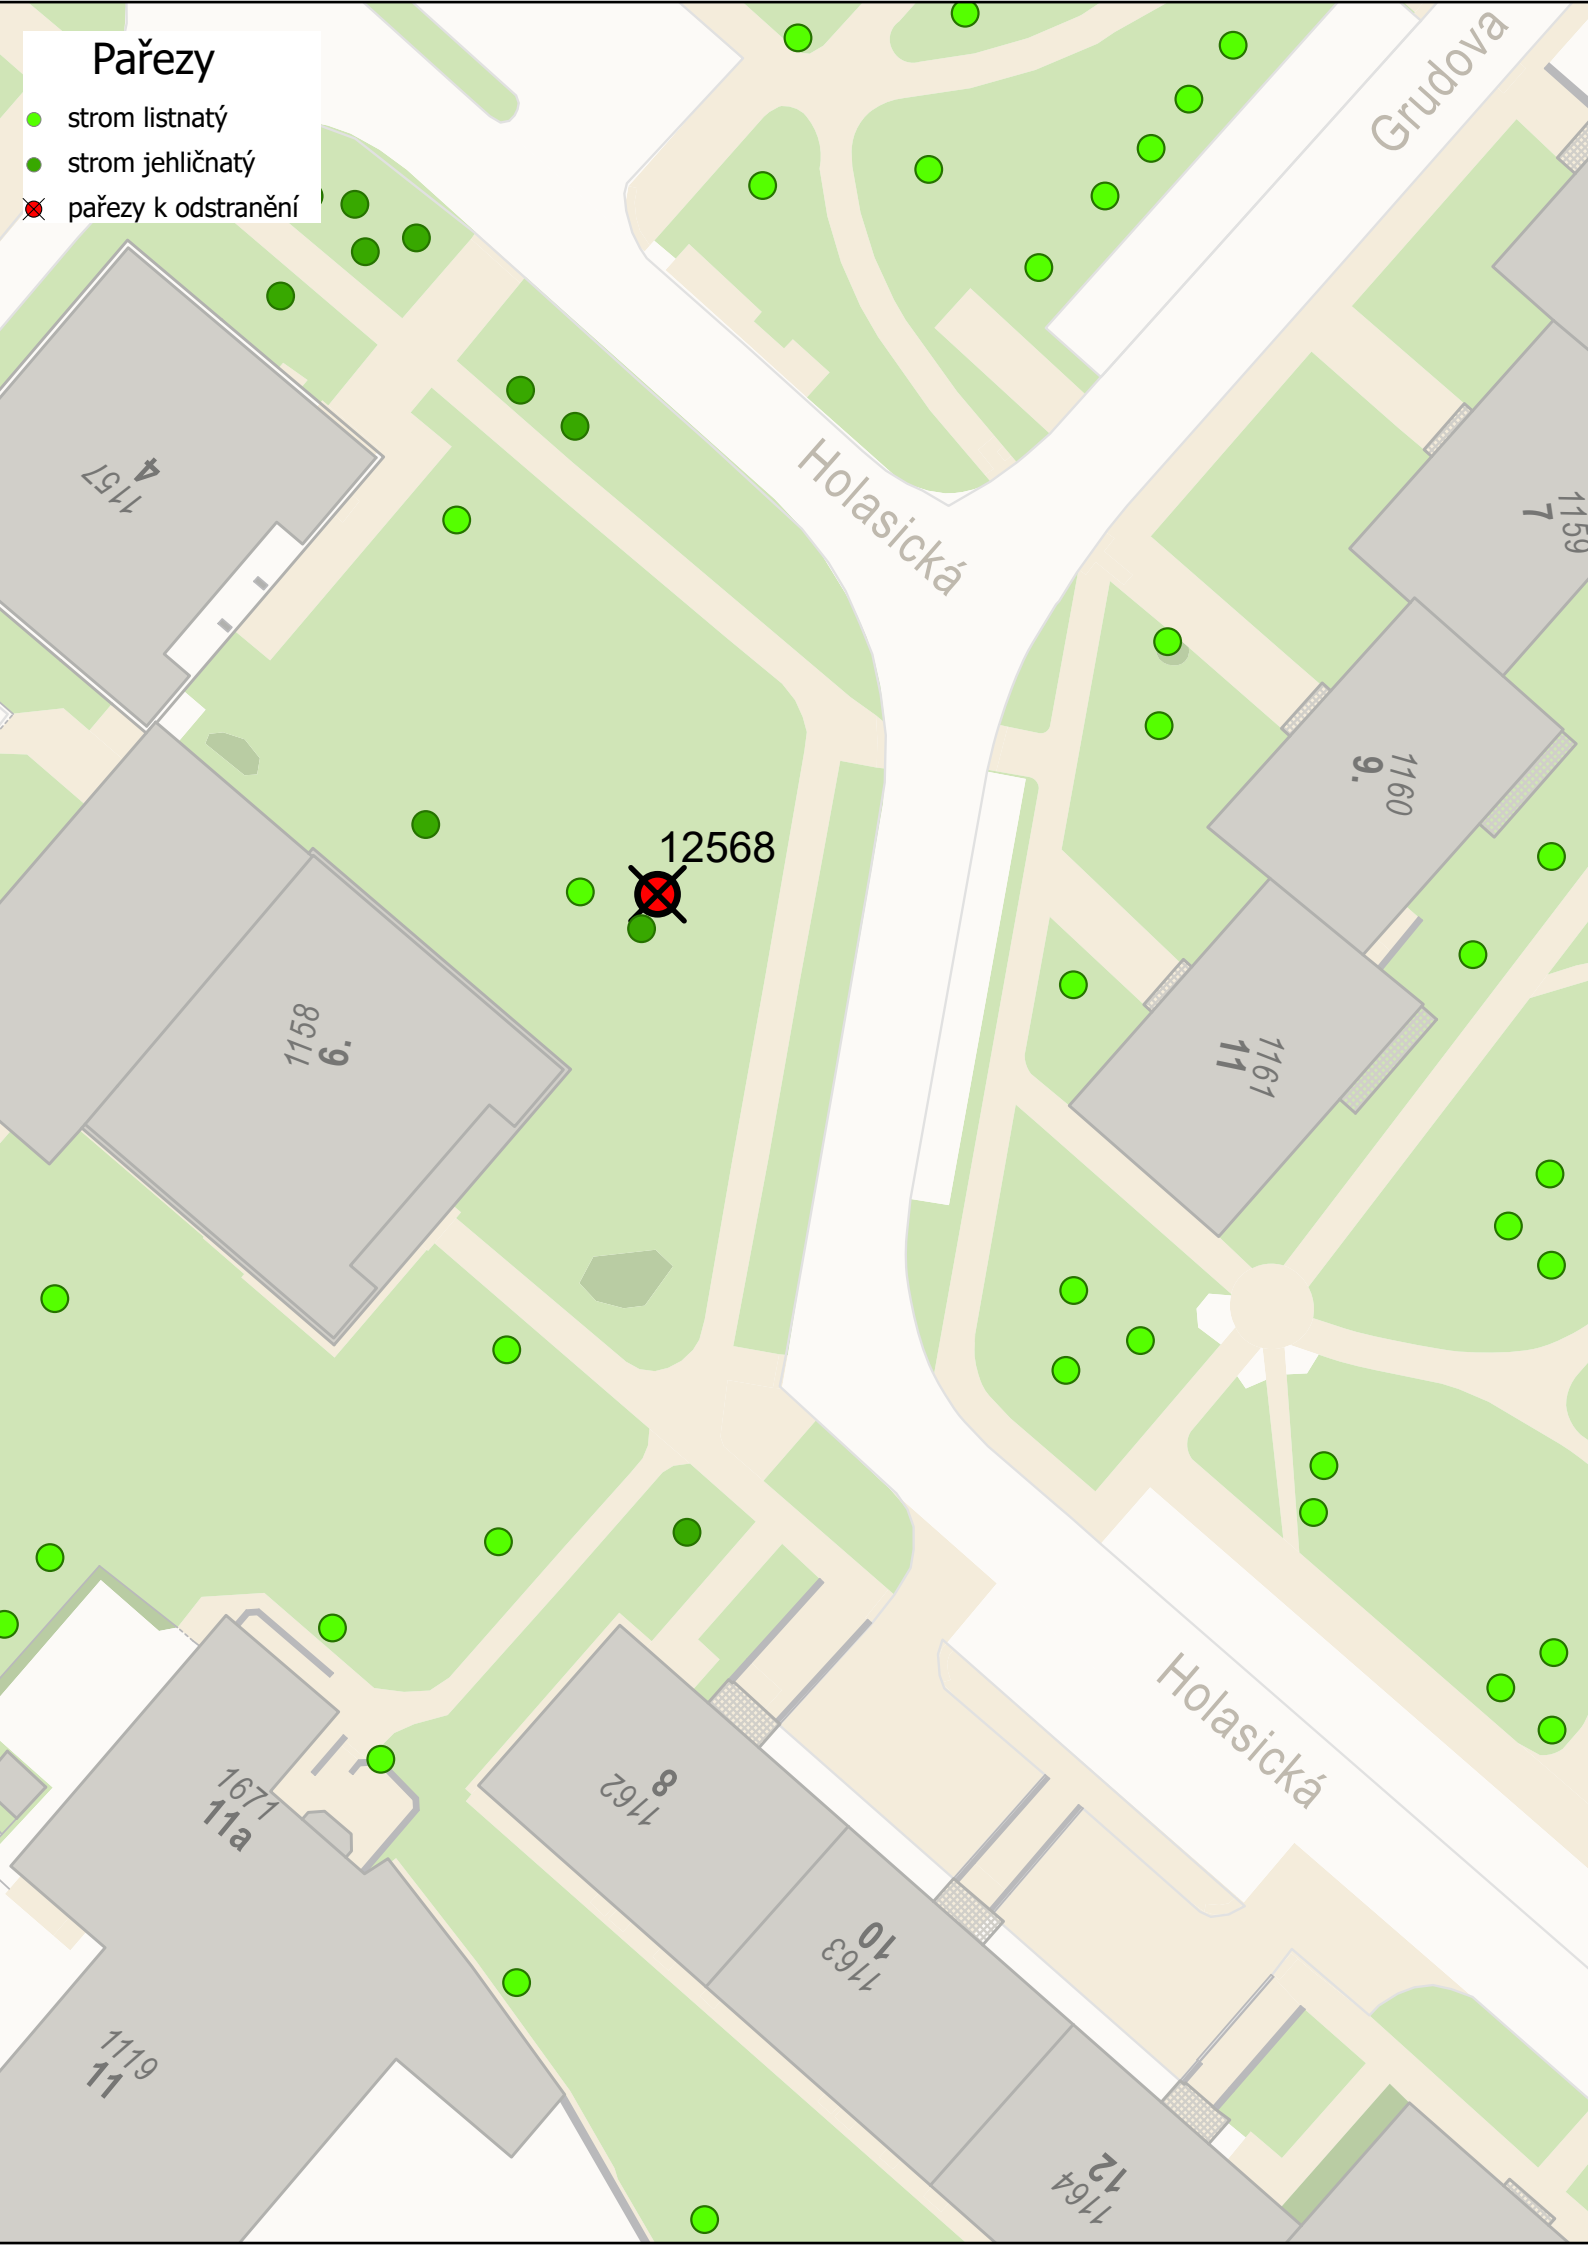 Pařezy
strom listnatý
strom jehličnatý
pařezy k odstranění
Grudova
Holasická
4
1157
7
1159
9.
1160
12568
1158
9.
11
1161
8
1162
Holasická
1671
11a
10
1163
1119
11
12
1164